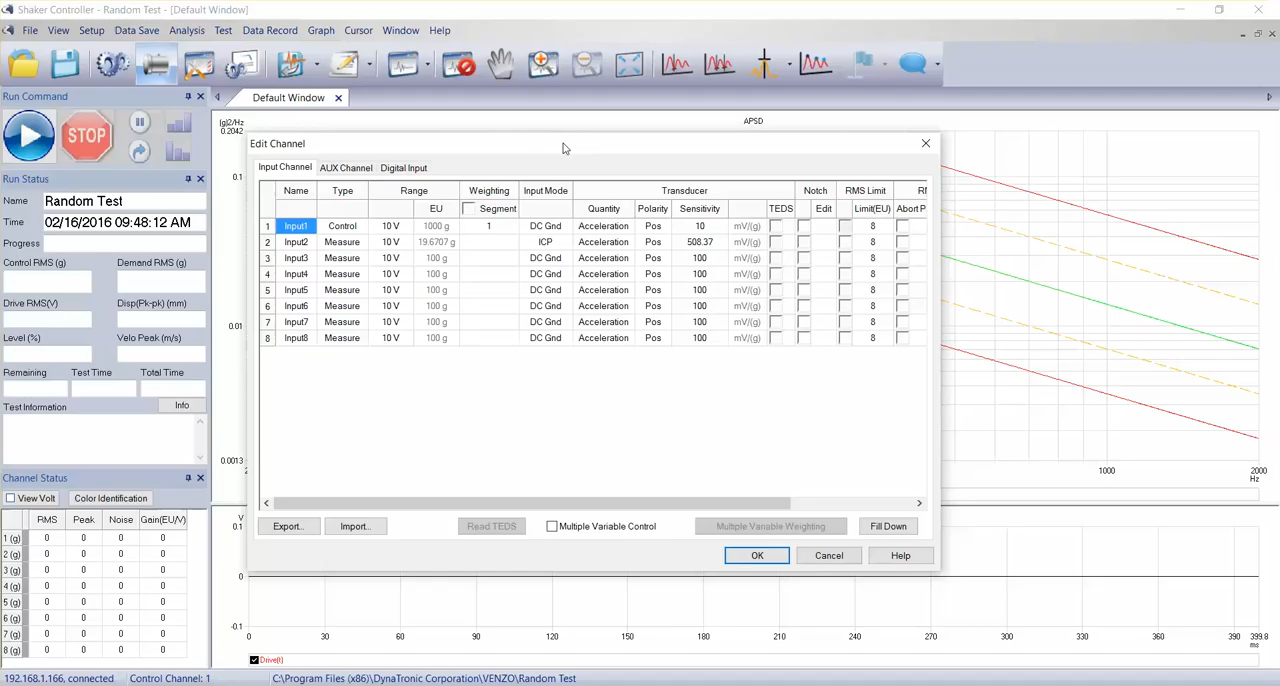 Shaker Controller - Random Test - [Default Window]
File View Setup Data Save Analysis Test Data Record Graph Cursor Window Help
Run Command
STOP
Run Status
Name Random Test
Time 02/16/2016 09:48:12 AM
Progress
Control RMS (g) Demand RMS (g)
Drive RMS(V) Disp(Pk-pk) (mm)
Level (%) Velo Peak (m/s)
Remaining Test Time Total Time
Test Information Info
Channel Status
View Volt Color Identification
RMS Peak Noise Gain(EU/V)
1 (g) 0 0 0 0
2 (g) 0 0 0 0
3 (g) 0 0 0 0
4 (g) 0 0 0 0
5 (g) 0 0 0 0
6 (g) 0 0 0 0
7 (g) 0 0 0 0
8 (g) 0 0 0 0
Default Window
(g)2/Hz
APSD
0.2042
0.1
0.01
0.0013
1000 2000
Hz
Edit Channel
Input Channel AUX Channel Digital Input
Name Type Range Weighting Input Mode Transducer Notch RMS Limit
EU Segment Quantity Polarity Sensitivity TEDS Edit Limit(EU) Abort P
1 Input1 Control 10 V 1000 g 1 DC Gnd Acceleration Pos 10 mV/(g) 8
2 Input2 Measure 10 V 19.6707 g ICP Acceleration Pos 508.37 mV/(g) 8
3 Input3 Measure 10 V 100 g DC Gnd Acceleration Pos 100 mV/(g) 8
4 Input4 Measure 10 V 100 g DC Gnd Acceleration Pos 100 mV/(g) 8
5 Input5 Measure 10 V 100 g DC Gnd Acceleration Pos 100 mV/(g) 8
6 Input6 Measure 10 V 100 g DC Gnd Acceleration Pos 100 mV/(g) 8
7 Input7 Measure 10 V 100 g DC Gnd Acceleration Pos 100 mV/(g) 8
8 Input8 Measure 10 V 100 g DC Gnd Acceleration Pos 100 mV/(g) 8
Export... Import... Read TEDS Multiple Variable Control Multiple Variable Weighting Fill Down
OK Cancel Help
V
0.1
0
-0.1
0 30 60 90 120 150 180 210 240 270 300 330 360 390 399.8
ms
Drive(t)
192.168.1.166, connected Control Channel: 1 C:\Program Files (x86)\DynaTronic Corporation\VENZO\Random Test